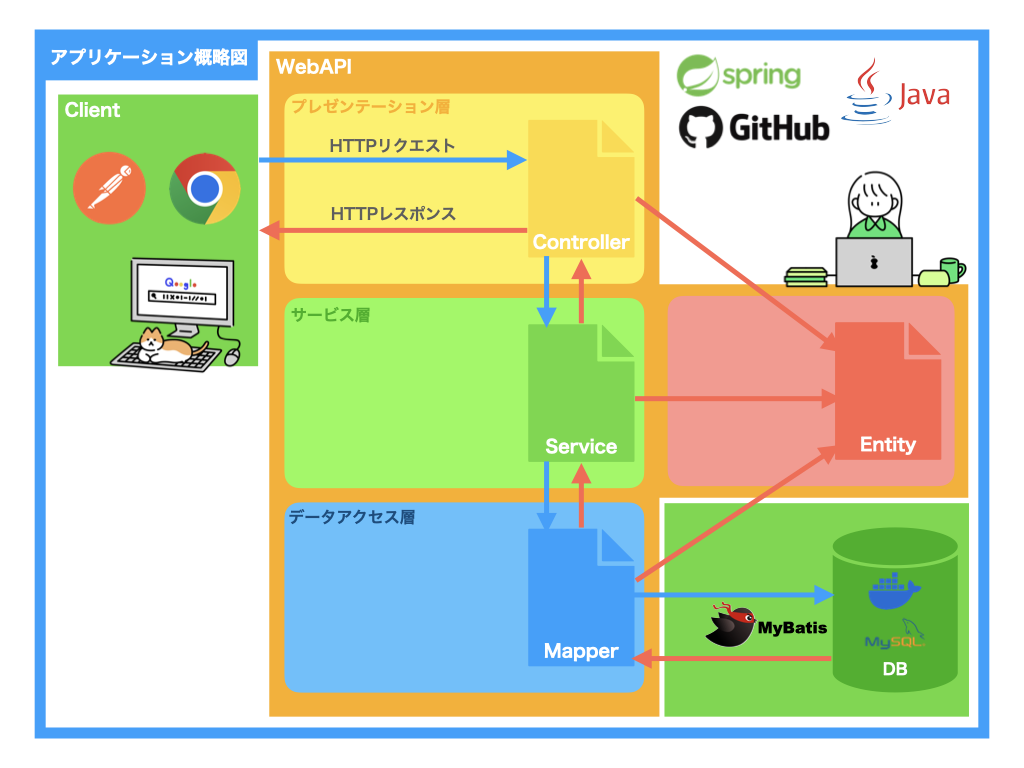 アプリケーション概略図
WebAPI
Client
プレゼンテーション層
HTTPリクエスト
HTTPレスポンス
Controller
spring
Java
GitHub
Qoogle
サービス層
Service
Entity
データアクセス層
Mapper
MyBatis
MySQL
DB